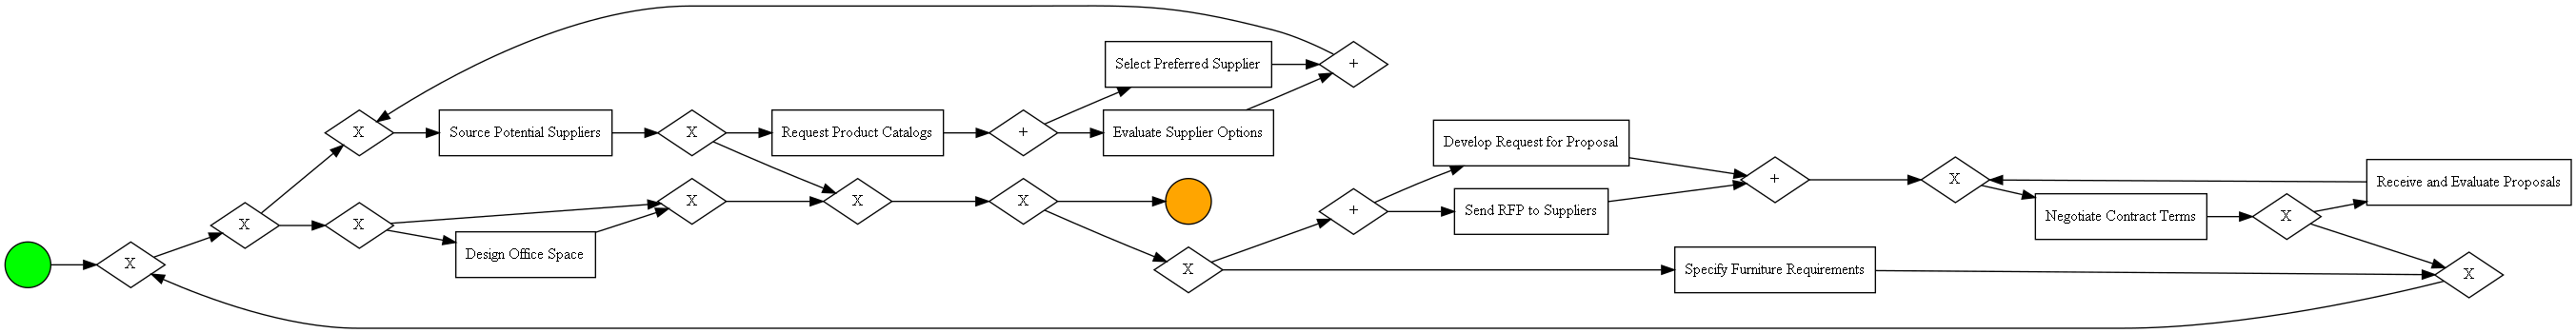 Select Preferred Supplier
+
X
Source Potential Suppliers
X
Request Product Catalogs
+
Evaluate Supplier Options
Develop Request for Proposal
+
X
Receive and Evaluate Proposals
X
X
X
X
+
Send RFP to Suppliers
Negotiate Contract Terms
X
X
X
Design Office Space
X
X
Specify Furniture Requirements
X